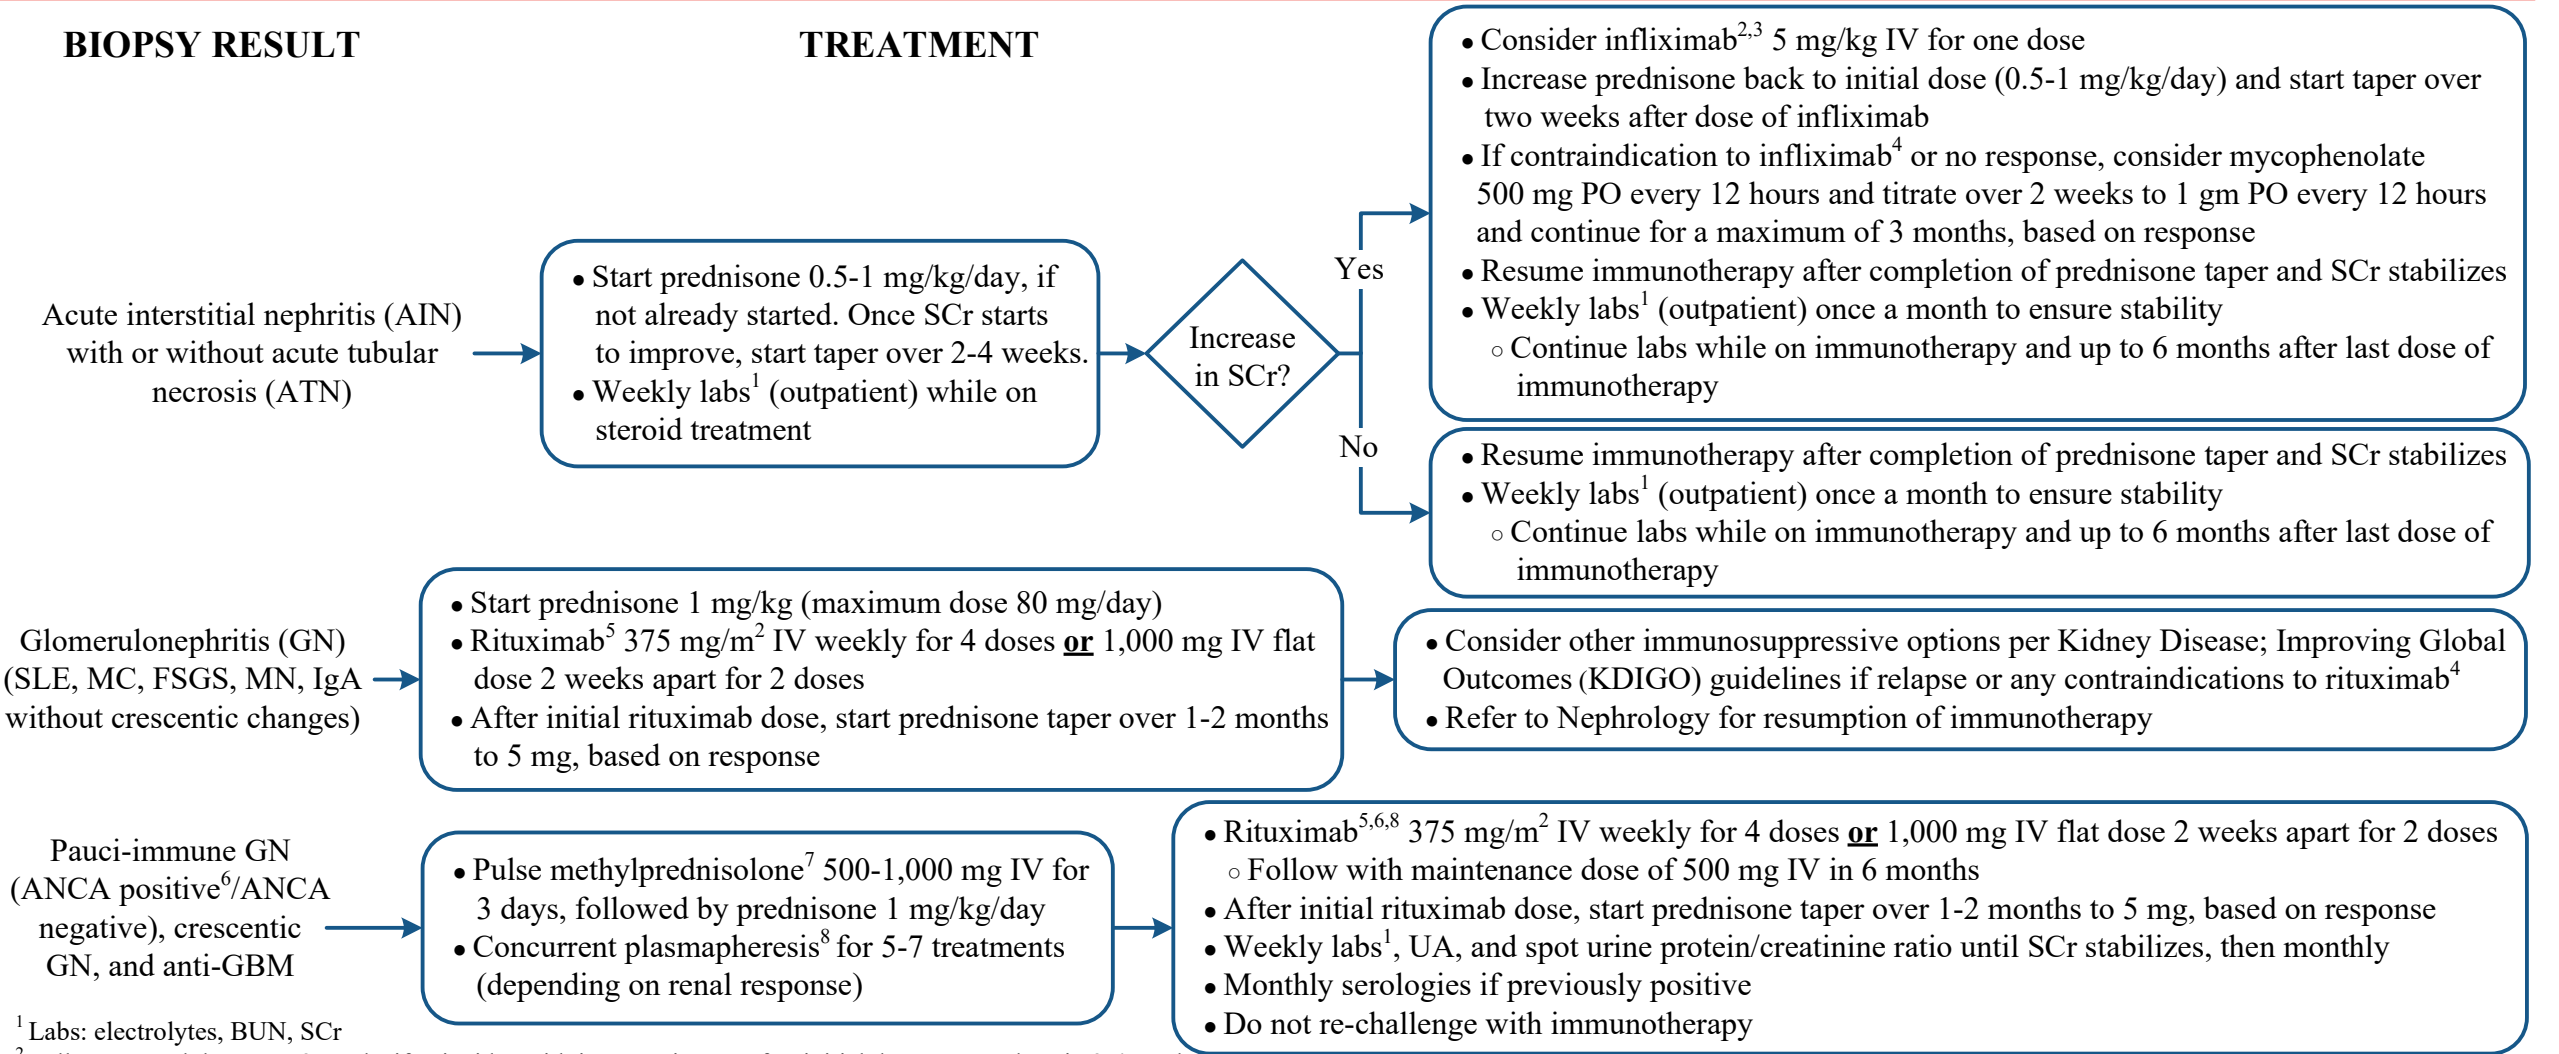 BIOPSY RESULT
TREATMENT
Acute interstitial nephritis (AIN)
with or without acute tubular
necrosis (ATN)
● Start prednisone 0.5-1 mg/kg/day, if
not already started. Once SCr starts
to improve, start taper over 2-4 weeks.
● Weekly labs¹ (outpatient) while on
steroid treatment
Increase
in SCr?
Yes
● Consider infliximab²,³ 5 mg/kg IV for one dose
● Increase prednisone back to initial dose (0.5-1 mg/kg/day) and start taper over
two weeks after dose of infliximab
● If contraindication to infliximab⁴ or no response, consider mycophenolate
500 mg PO every 12 hours and titrate over 2 weeks to 1 gm PO every 12 hours
and continue for a maximum of 3 months, based on response
● Resume immunotherapy after completion of prednisone taper and SCr stabilizes
● Weekly labs¹ (outpatient) once a month to ensure stability
○ Continue labs while on immunotherapy and up to 6 months after last dose of
immunotherapy
No
● Resume immunotherapy after completion of prednisone taper and SCr stabilizes
● Weekly labs¹ (outpatient) once a month to ensure stability
○ Continue labs while on immunotherapy and up to 6 months after last dose of
immunotherapy
Glomerulonephritis (GN)
(SLE, MC, FSGS, MN, IgA
without crescentic changes)
● Start prednisone 1 mg/kg (maximum dose 80 mg/day)
● Rituximab⁵ 375 mg/m² IV weekly for 4 doses or 1,000 mg IV flat
dose 2 weeks apart for 2 doses
● After initial rituximab dose, start prednisone taper over 1-2 months
to 5 mg, based on response
● Consider other immunosuppressive options per Kidney Disease; Improving Global
Outcomes (KDIGO) guidelines if relapse or any contraindications to rituximab⁴
● Refer to Nephrology for resumption of immunotherapy
Pauci-immune GN
(ANCA positive⁶/ANCA
negative), crescentic
GN, and anti-GBM
● Pulse methylprednisolone⁷ 500-1,000 mg IV for
3 days, followed by prednisone 1 mg/kg/day
● Concurrent plasmapheresis⁸ for 5-7 treatments
(depending on renal response)
● Rituximab⁵,⁶,⁸ 375 mg/m² IV weekly for 4 doses or 1,000 mg IV flat dose 2 weeks apart for 2 doses
○ Follow with maintenance dose of 500 mg IV in 6 months
● After initial rituximab dose, start prednisone taper over 1-2 months to 5 mg, based on response
● Weekly labs¹, UA, and spot urine protein/creatinine ratio until SCr stabilizes, then monthly
● Monthly serologies if previously positive
● Do not re-challenge with immunotherapy
¹ Labs: electrolytes, BUN, SCr